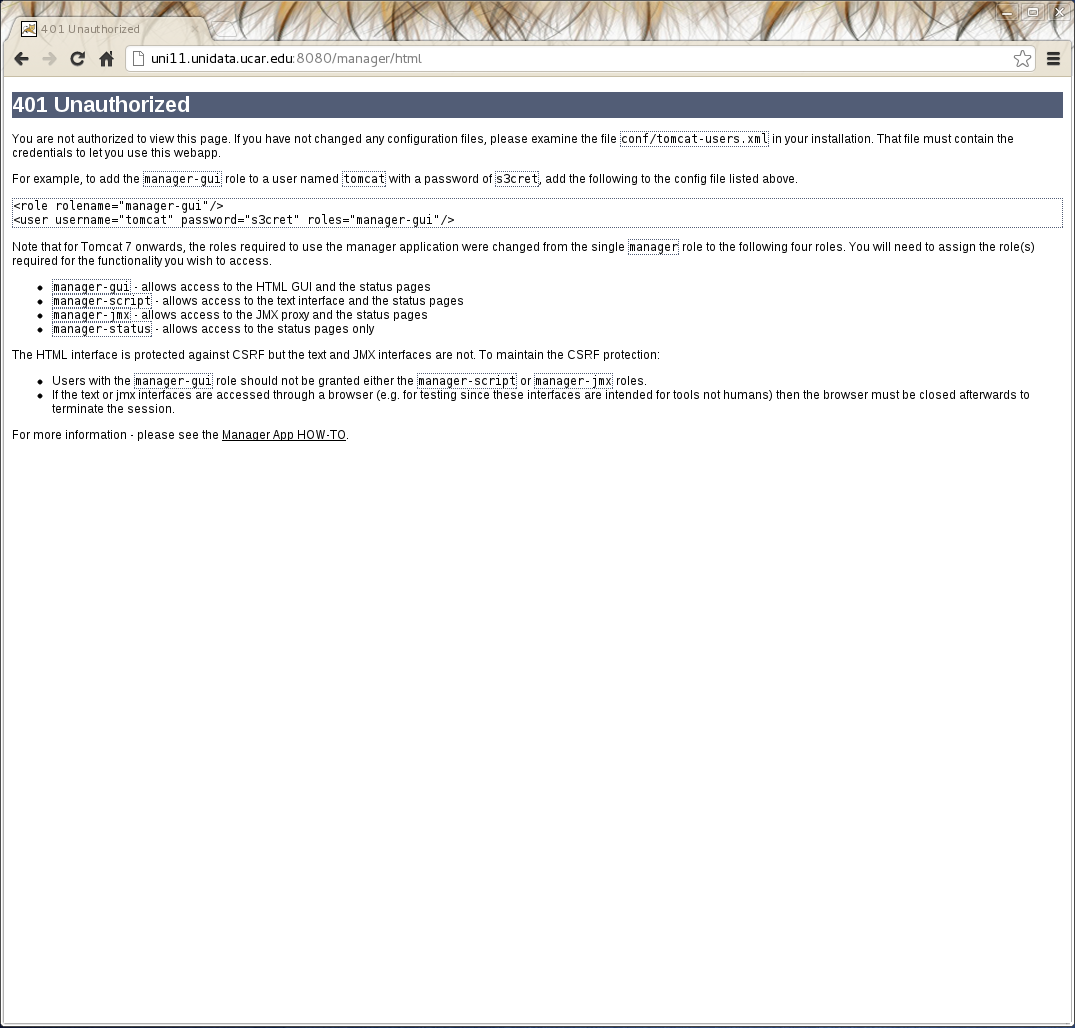 401 Unauthorized
uni11.unidata.ucar.edu:8080/manager/html
401 Unauthorized
You are not authorized to view this page. If you have not changed any configuration files, please examine the file conf/tomcat-users.xml in your installation. That file must contain the
credentials to let you use this webapp.
For example, to add the manager-gui role to a user named tomcat with a password of s3cret, add the following to the config file listed above.
<role rolename="manager-gui"/>
<user username="tomcat" password="s3cret" roles="manager-gui"/>
Note that for Tomcat 7 onwards, the roles required to use the manager application were changed from the single manager role to the following four roles. You will need to assign the role(s)
required for the functionality you wish to access.
• manager-gui - allows access to the HTML GUI and the status pages
• manager-script - allows access to the text interface and the status pages
• manager-jmx - allows access to the JMX proxy and the status pages
• manager-status - allows access to the status pages only
The HTML interface is protected against CSRF but the text and JMX interfaces are not. To maintain the CSRF protection:
• Users with the manager-gui role should not be granted either the manager-script or manager-jmx roles.
• If the text or jmx interfaces are accessed through a browser (e.g. for testing since these interfaces are intended for tools not humans) then the browser must be closed afterwards to
terminate the session.
For more information - please see the Manager App HOW-TO.